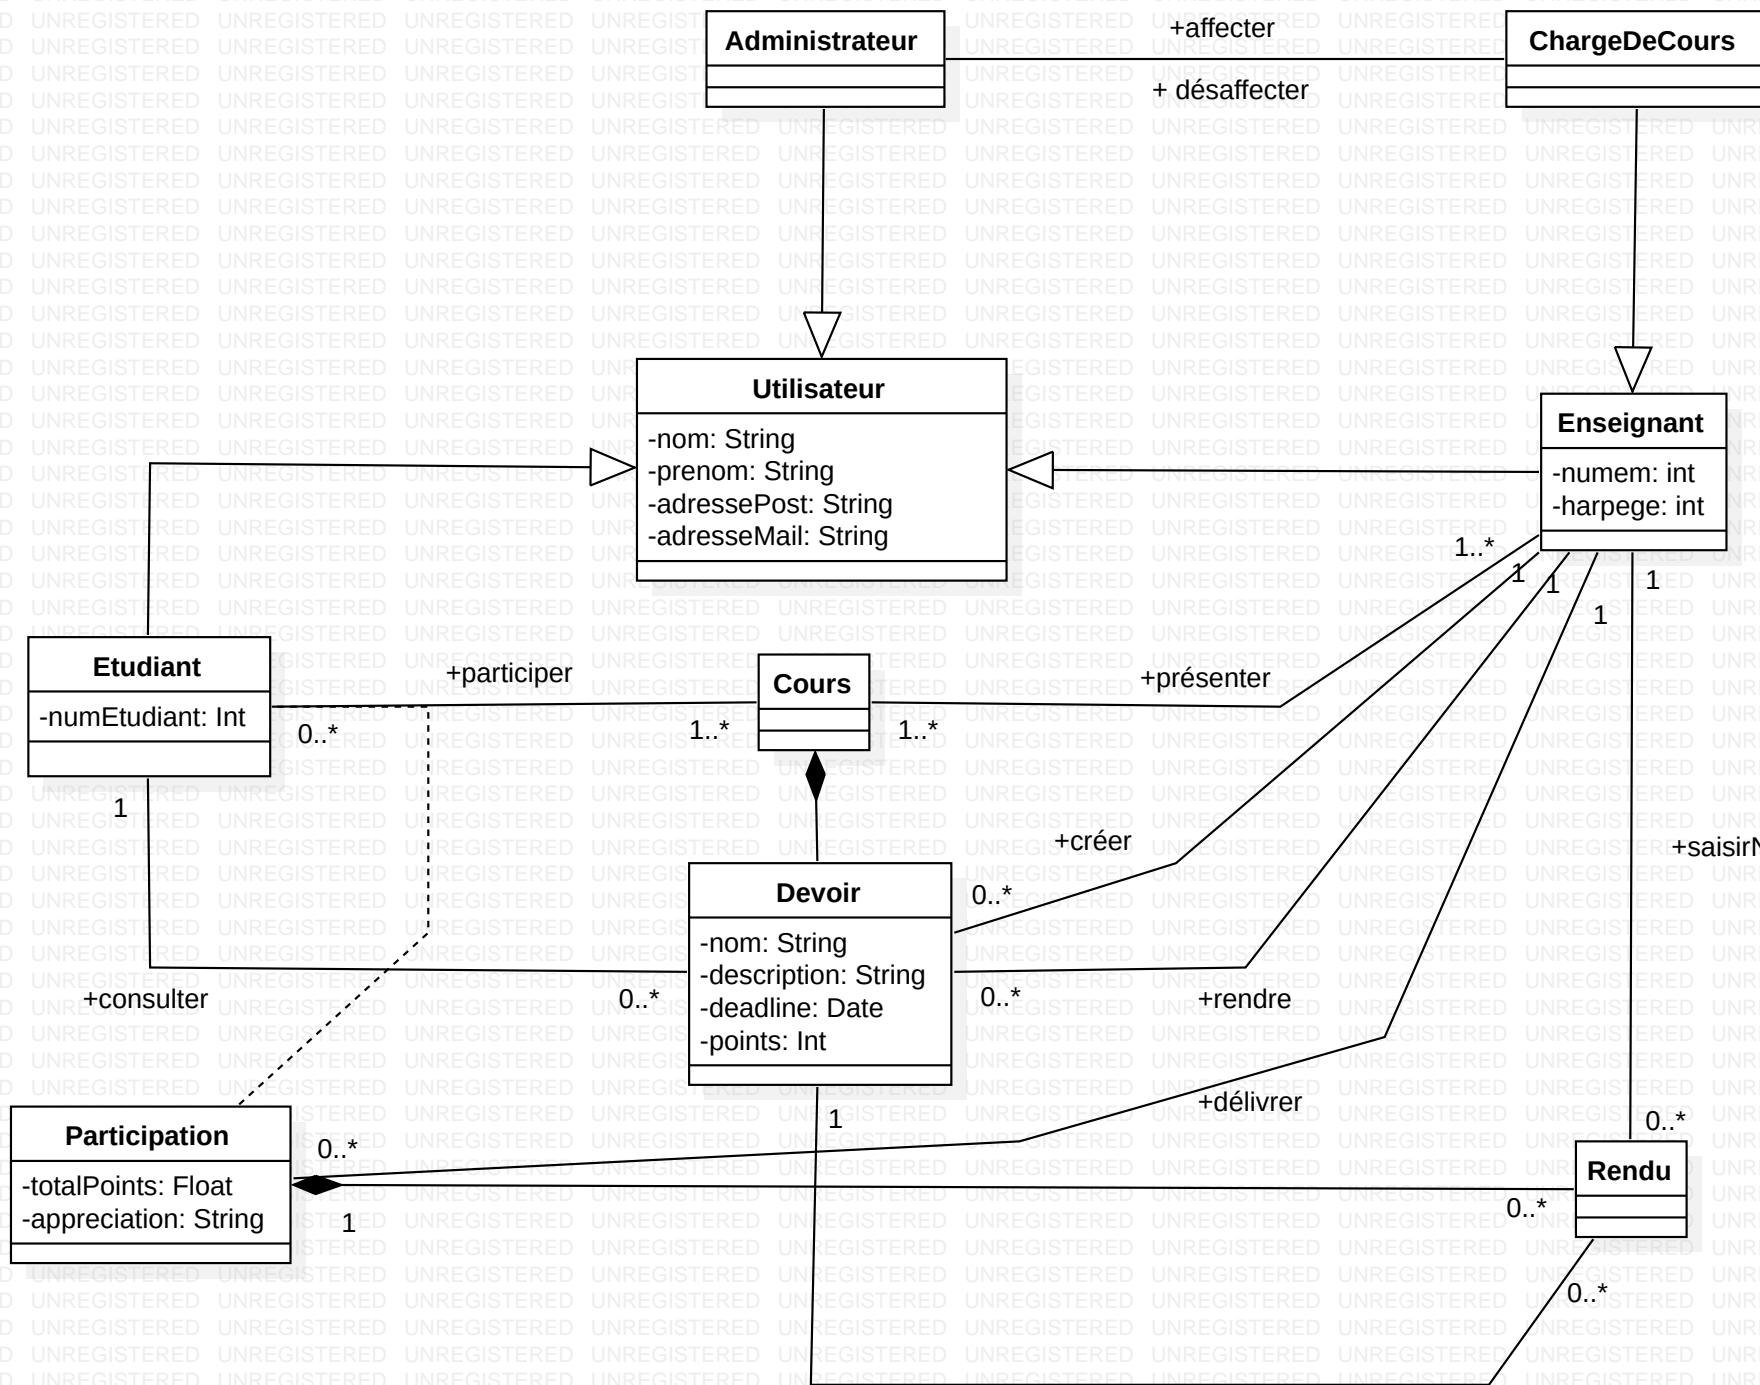 Administrateur
+affecter
+ désaffecter
ChargeDeCours
Utilisateur
-nom: String
-prenom: String
-adressePost: String
-adresseMail: String
Enseignant
-numem: int
-harpege: int
1..*
1
1
1
1
Etudiant
-numEtudiant: Int
+participer
0..*
1..*
Cours
1..*
+présenter
1
+créer
+saisirN
Devoir
-nom: String
-description: String
-deadline: Date
-points: Int
0..*
+consulter
0..*
0..*
+rendre
+délivrer
1
0..*
Participation
-totalPoints: Float
-appreciation: String
0..*
1
Rendu
0..*
0..*
UNREGISTERED